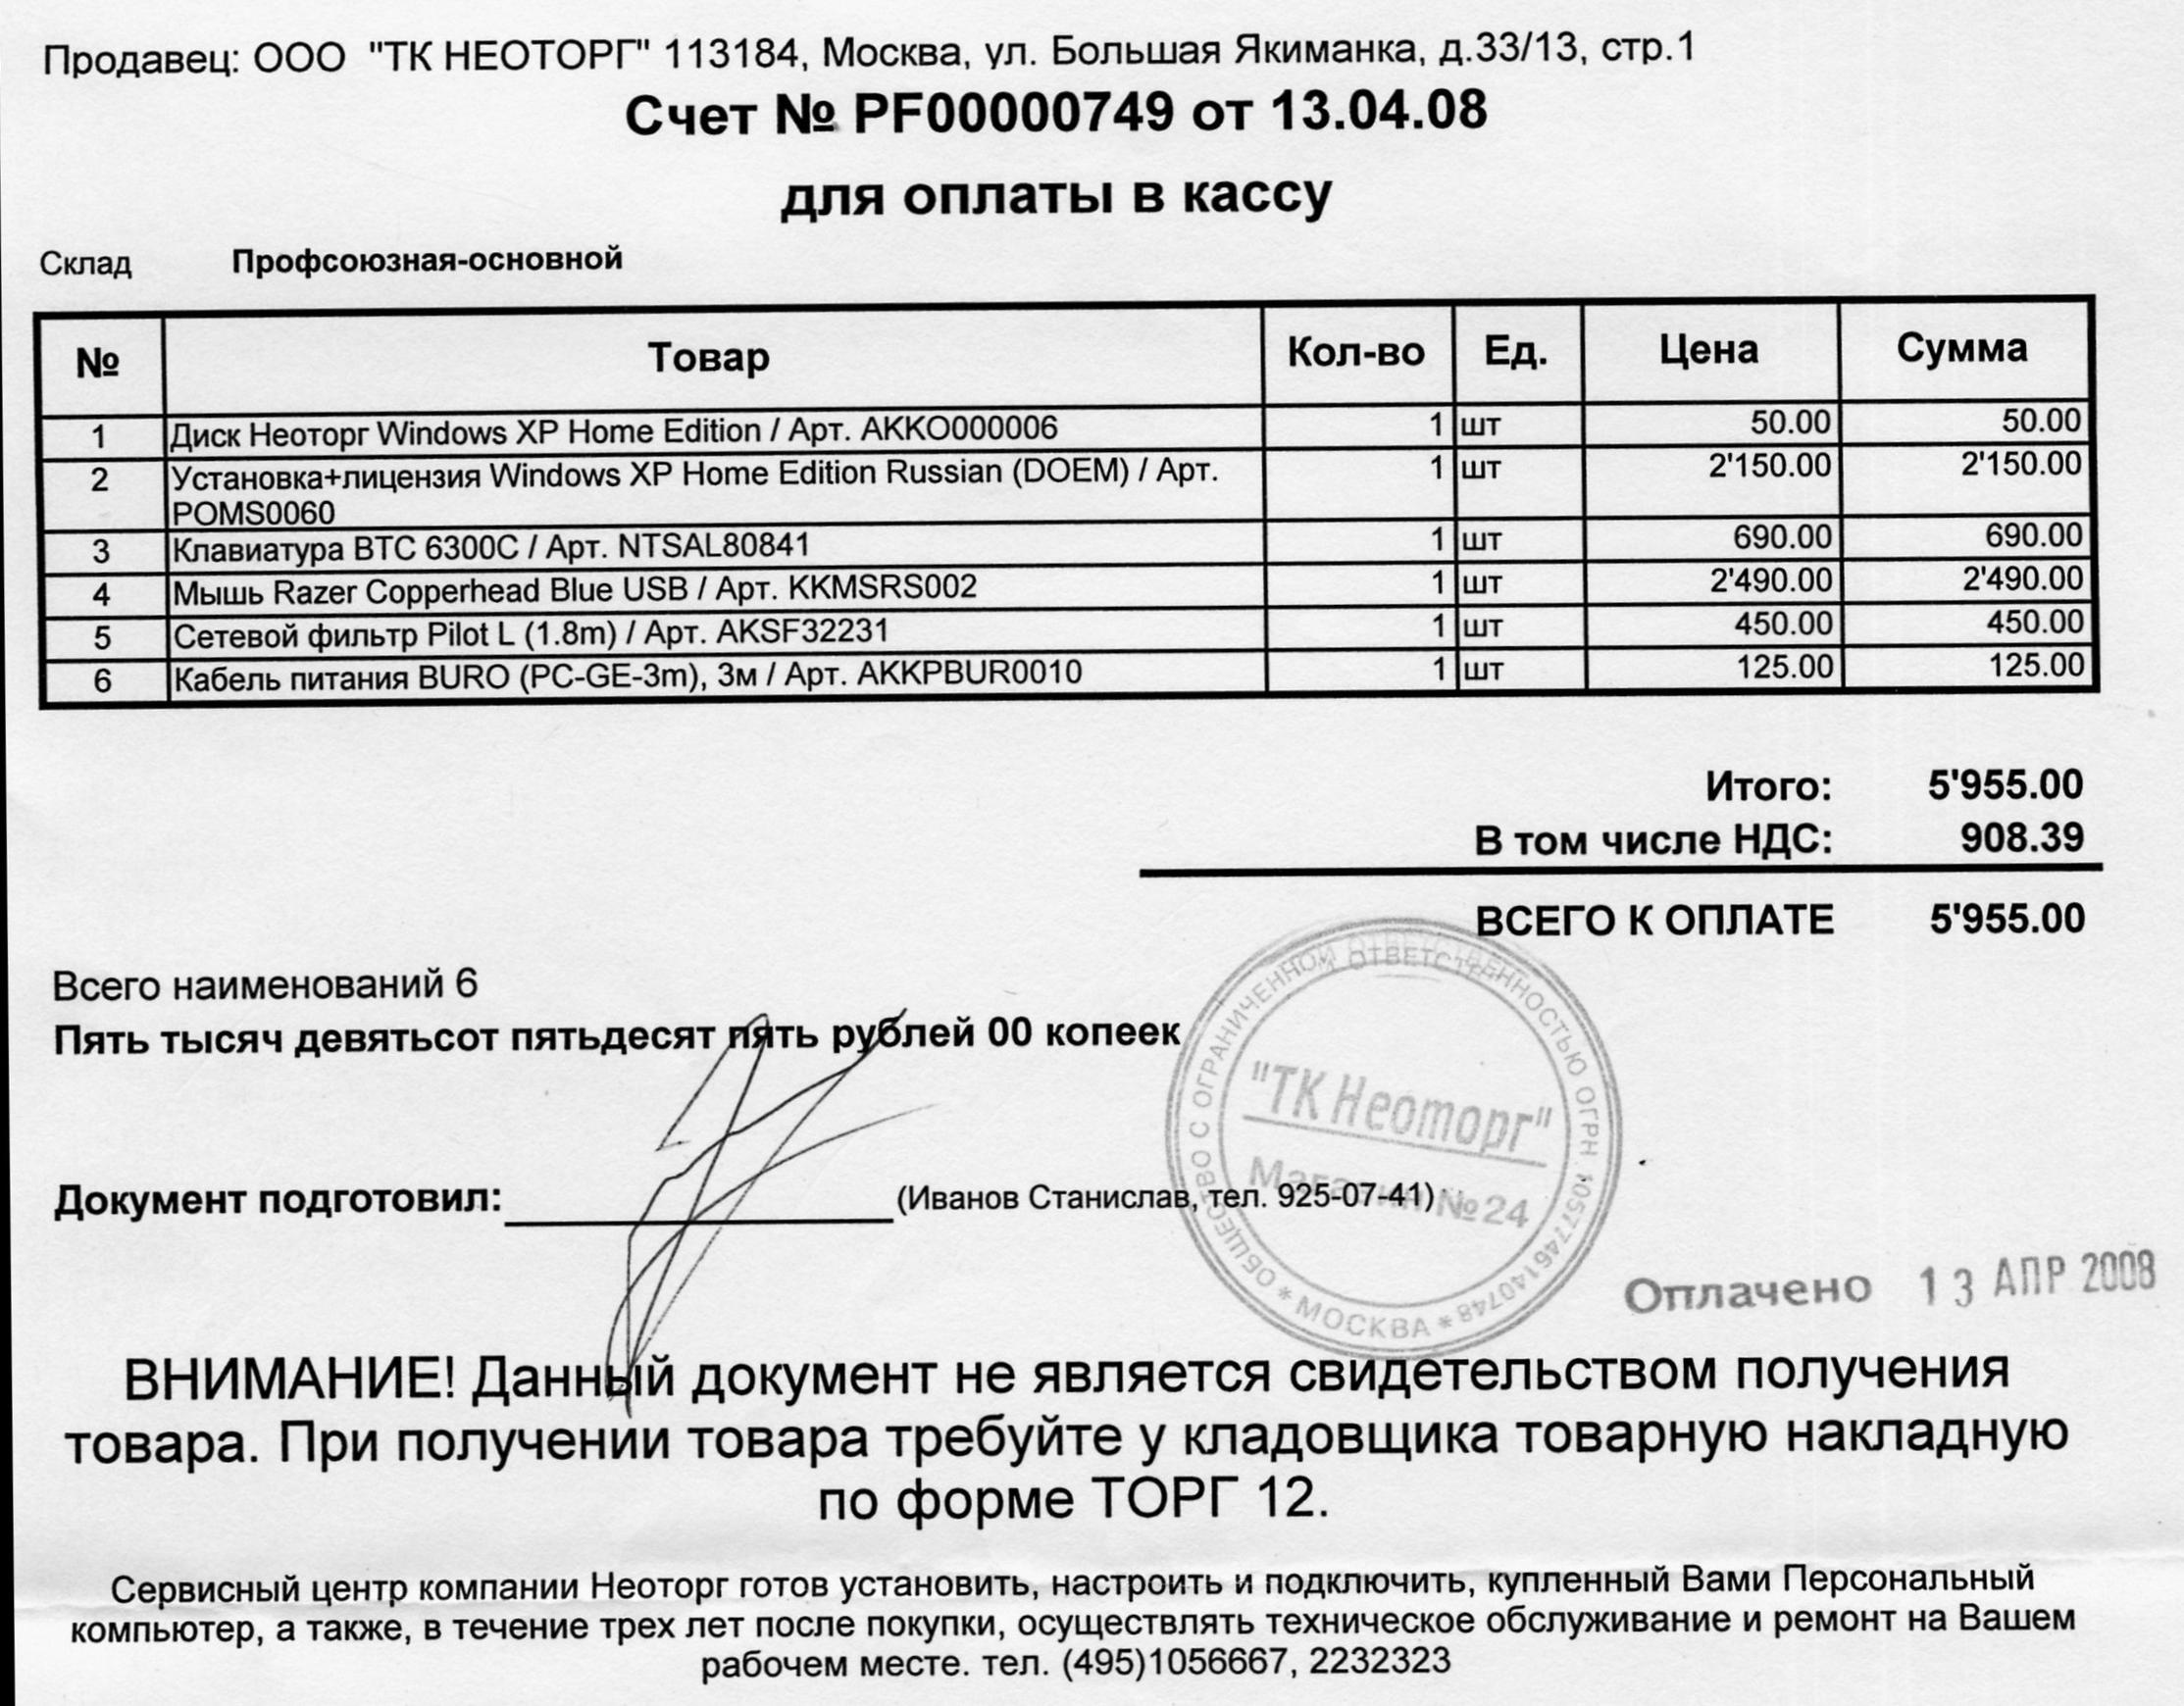 Продавец: ООО "ТК НЕОТОРГ" 113184, Москва, ул. Большая Якиманка, д.33/13, стр.1
Счет № PF00000749 от 13.04.08
для оплаты в кассу
Склад Профсоюзная-основной
№ Товар Кол-во Ед. Цена Сумма
1 Диск Неоторг Windows XP Home Edition / Арт. AKKO000006 1 шт 50.00 50.00
2 Установка+лицензия Windows XP Home Edition Russian (DOEM) / Арт. 1 шт 2'150.00 2'150.00
POMS0060
3 Клавиатура BTC 6300C / Арт. NTSAL80841 1 шт 690.00 690.00
4 Мышь Razer Copperhead Blue USB / Арт. KKMSRS002 1 шт 2'490.00 2'490.00
5 Сетевой фильтр Pilot L (1.8m) / Арт. AKSF32231 1 шт 450.00 450.00
6 Кабель питания BURO (PC-GE-3m), 3м / Арт. AKKPBUR0010 1 шт 125.00 125.00
Итого: 5'955.00
В том числе НДС: 908.39
ВСЕГО К ОПЛАТЕ 5'955.00
Всего наименований 6
Пять тысяч девятьсот пятьдесят пять рублей 00 копеек
Документ подготовил: (Иванов Станислав, тел. 925-07-41)
ОБЩЕСТВО С ОГРАНИЧЕННОЙ ОТВЕТСТВЕННОСТЬЮ ОГРН 1057746140748
* МОСКВА *
"ТК Неоторг"
Магазин №24
Оплачено 13 АПР 2008
ВНИМАНИЕ! Данный документ не является свидетельством получения
товара. При получении товара требуйте у кладовщика товарную накладную
по форме ТОРГ 12.
Сервисный центр компании Неоторг готов установить, настроить и подключить, купленный Вами Персональный
компьютер, а также, в течение трех лет после покупки, осуществлять техническое обслуживание и ремонт на Вашем
рабочем месте. тел. (495)1056667, 2232323